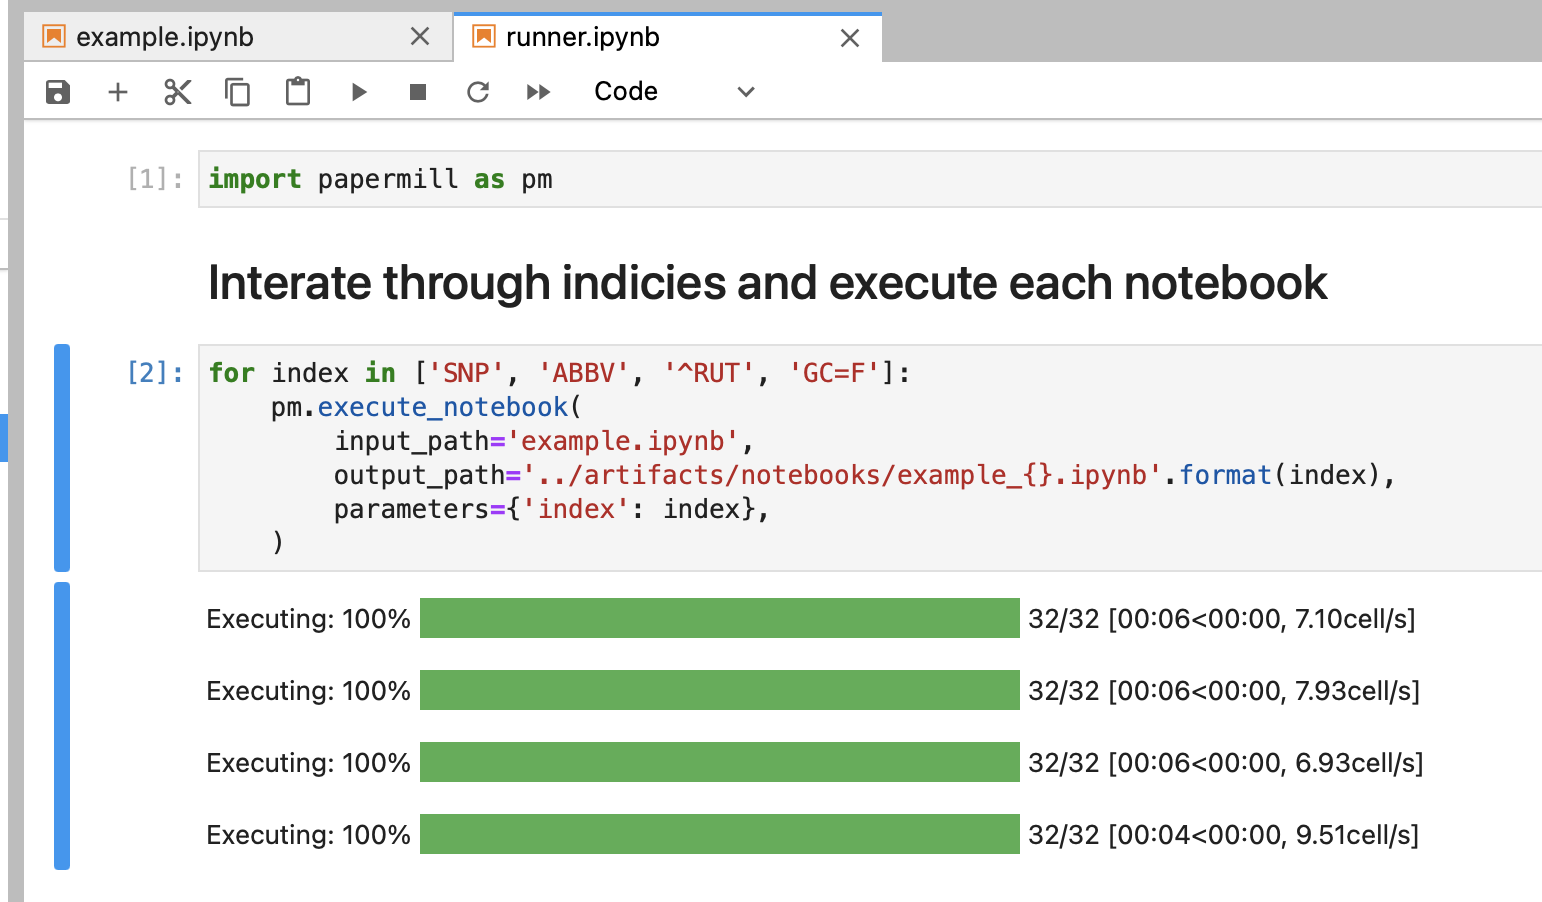 example.ipynb
runner.ipynb
Code
[1]: import papermill as pm
Interate through indicies and execute each notebook
[2]: for index in ['SNP', 'ABBV', '^RUT', 'GC=F']:
    pm.execute_notebook(
        input_path='example.ipynb',
        output_path='../artifacts/notebooks/example_{}.ipynb'.format(index),
        parameters={'index': index},
    )
Executing: 100% 32/32 [00:06<00:00, 7.10cell/s]
Executing: 100% 32/32 [00:06<00:00, 7.93cell/s]
Executing: 100% 32/32 [00:06<00:00, 6.93cell/s]
Executing: 100% 32/32 [00:04<00:00, 9.51cell/s]